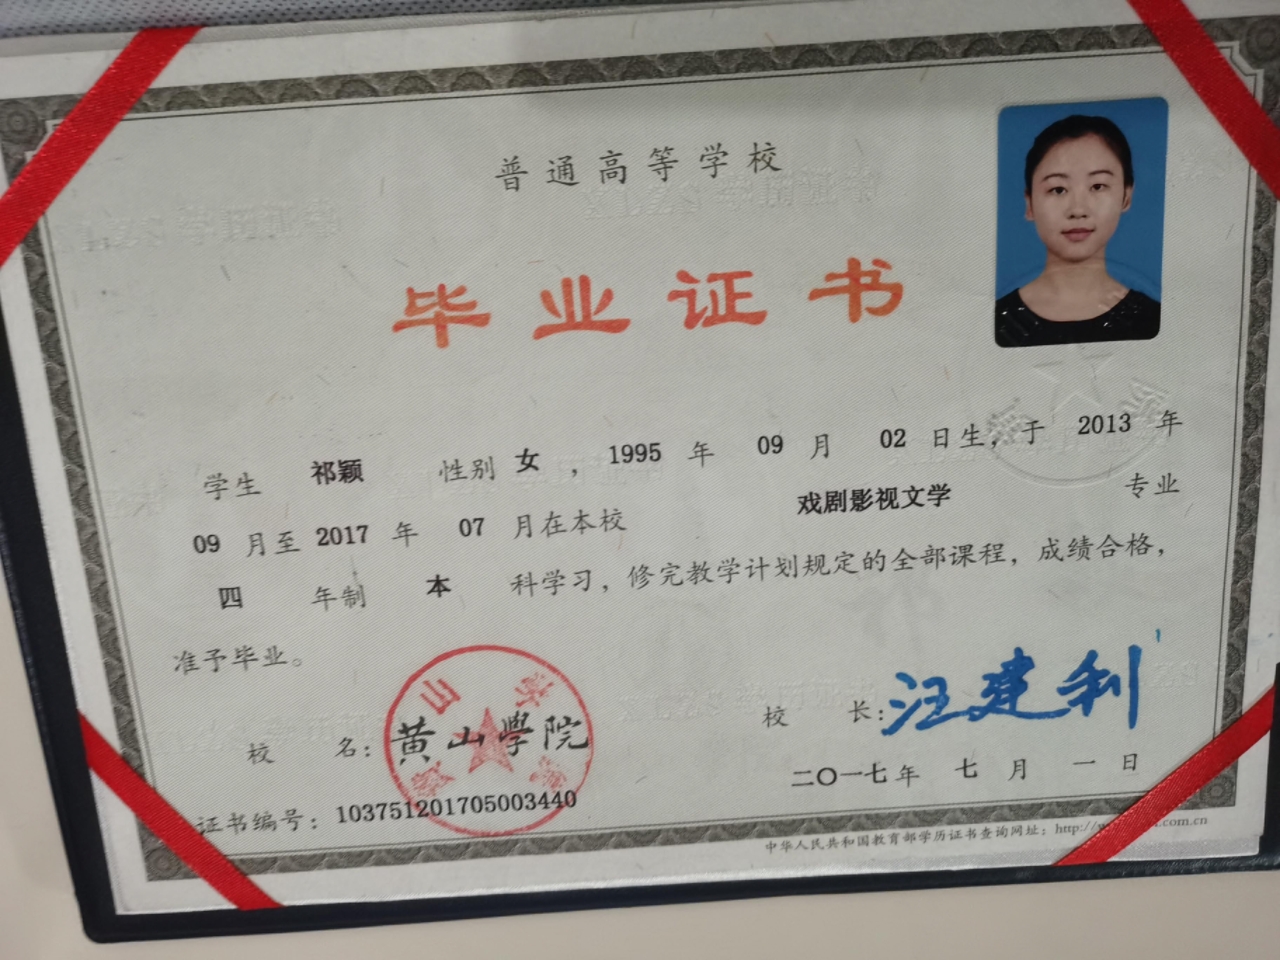 普通高等学校
毕业证书
学生 祁颖 性别 女 ，1995 年 09 月 02 日生，于 2013 年
09 月至 2017 年 07 月在本校 戏剧影视文学 专业
四 年制 本 科学习，修完教学计划规定的全部课程，成绩合格，
准予毕业。
校 名：黄山學院
校 长：汪建利
二〇一七年 七 月 一 日
证书编号：103751201705003440
中华人民共和国教育部学历证书查询网址：http://
.com.cn